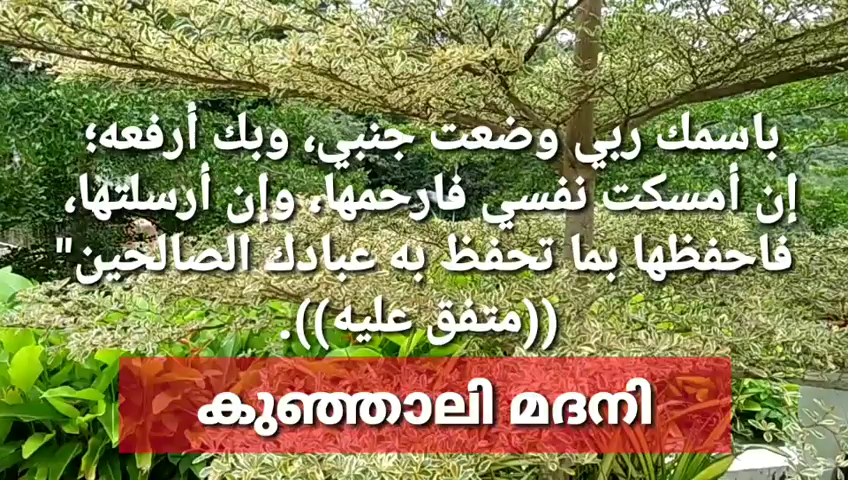 باسمك ربي وضعت جنبي، وبك أرفعه؛
إن أمسكت نفسي فارحمها، وإن أرسلتها،
فاحفظها بما تحفظ به عبادك الصالحين"
((متفق عليه)).
കുഞ്ഞാലി മദനി